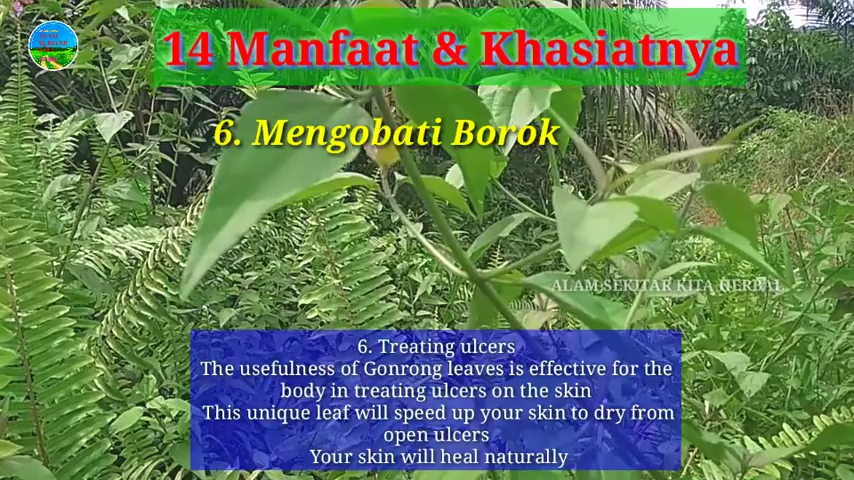 14 Manfaat & Khasiatnya
6. Mengobati Borok
ALAM SEKITAR KITA HERBAL
6. Treating ulcers
The usefulness of Gonrong leaves is effective for the
body in treating ulcers on the skin
This unique leaf will speed up your skin to dry from
open ulcers
Your skin will heal naturally